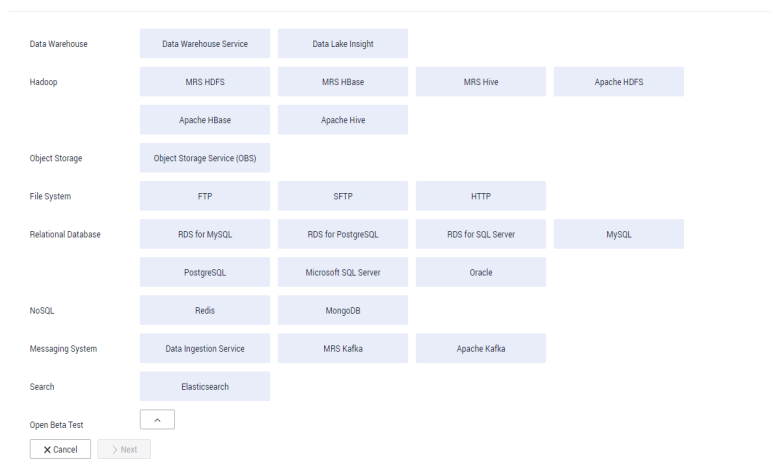 Data Warehouse Data Warehouse Service Data Lake Insight
Hadoop MRS HDFS MRS HBase MRS Hive Apache HDFS
Apache HBase Apache Hive
Object Storage Object Storage Service (OBS)
File System FTP SFTP HTTP
Relational Database RDS for MySQL RDS for PostgreSQL RDS for SQL Server MySQL
PostgreSQL Microsoft SQL Server Oracle
NoSQL Redis MongoDB
Messaging System Data Ingestion Service MRS Kafka Apache Kafka
Search Elasticsearch
Open Beta Test
Cancel Next